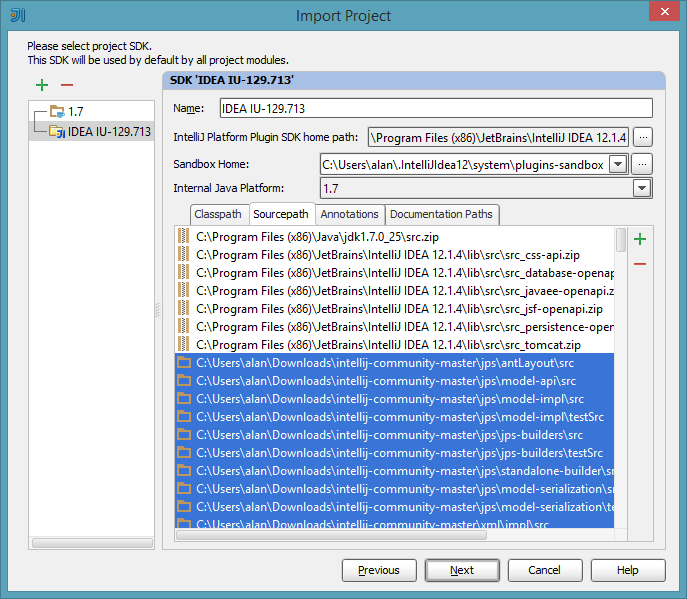 Import Project
Please select project SDK.
This SDK will be used by default by all project modules.
1.7
IDEA IU-129.713
SDK 'IDEA IU-129.713'
Name: IDEA IU-129.713
IntelliJ Platform Plugin SDK home path: \Program Files (x86)\JetBrains\IntelliJ IDEA 12.1.4 ...
Sandbox Home: C:\Users\alan\.IntelliJIdea12\system\plugins-sandbox ...
Internal Java Platform: 1.7
Classpath Sourcepath Annotations Documentation Paths
C:\Program Files (x86)\Java\jdk1.7.0_25\src.zip
C:\Program Files (x86)\JetBrains\IntelliJ IDEA 12.1.4\lib\src\src_css-api.zip
C:\Program Files (x86)\JetBrains\IntelliJ IDEA 12.1.4\lib\src\src_database-openap
C:\Program Files (x86)\JetBrains\IntelliJ IDEA 12.1.4\lib\src\src_javaee-openapi.z
C:\Program Files (x86)\JetBrains\IntelliJ IDEA 12.1.4\lib\src\src_jsf-openapi.zip
C:\Program Files (x86)\JetBrains\IntelliJ IDEA 12.1.4\lib\src\src_persistence-open
C:\Program Files (x86)\JetBrains\IntelliJ IDEA 12.1.4\lib\src\src_tomcat.zip
C:\Users\alan\Downloads\intellij-community-master\jps\antLayout\src
C:\Users\alan\Downloads\intellij-community-master\jps\model-api\src
C:\Users\alan\Downloads\intellij-community-master\jps\model-impl\src
C:\Users\alan\Downloads\intellij-community-master\jps\model-impl\testSrc
C:\Users\alan\Downloads\intellij-community-master\jps\jps-builders\src
C:\Users\alan\Downloads\intellij-community-master\jps\jps-builders\testSrc
C:\Users\alan\Downloads\intellij-community-master\jps\standalone-builder\sr
C:\Users\alan\Downloads\intellij-community-master\jps\model-serialization\sr
C:\Users\alan\Downloads\intellij-community-master\jps\model-serialization\te
C:\Users\alan\Downloads\intellij-community-master\xml\impl\src
Previous Next Cancel Help